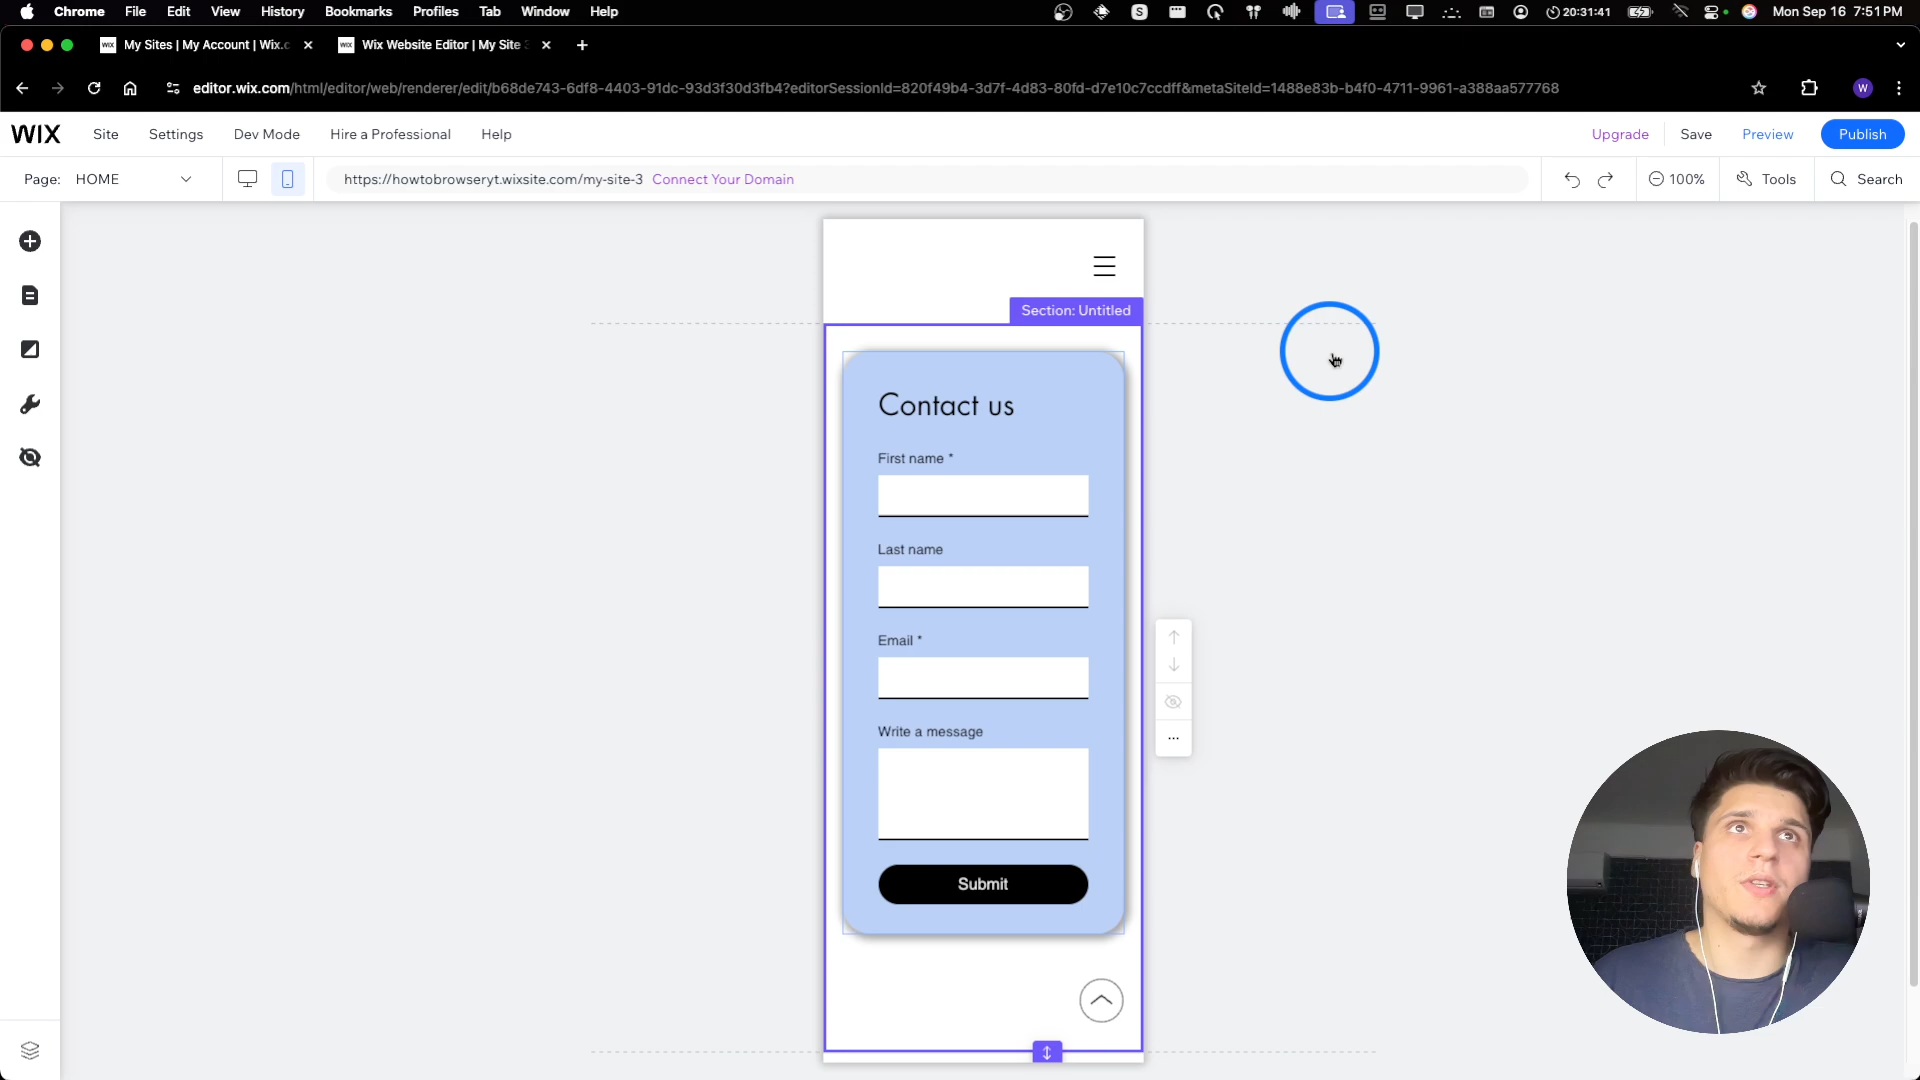 Chrome File Edit View History Bookmarks Profiles Tab Window Help
20:31:41 Mon Sep 16 7:51 PM
My Sites | My Account | Wix.c
Wix Website Editor | My Site 3
editor.wix.com/html/editor/web/renderer/edit/b68de743-6df8-4403-91dc-93d3f30d3fb4?editorSessionId=820f49b4-3d7f-4d83-80fd-d7e10c7ccdff&metaSiteId=1488e83b-b4f0-4711-9961-a388aa577768
W
WIX Site Settings Dev Mode Hire a Professional Help
Upgrade Save Preview Publish
Page: HOME
https://howtobrowseryt.wixsite.com/my-site-3 Connect Your Domain
100% Tools Search
Section: Untitled
Contact us
First name *
Last name
Email *
Write a message
Submit